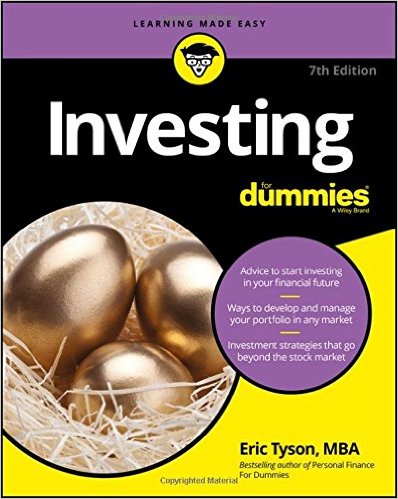 LEARNING MADE EASY
7th Edition
Investing
for
dummies®
A Wiley Brand
Advice to start investing
in your financial future
Ways to develop and manage
your portfolio in any market
Investment strategies that go
beyond the stock market
Eric Tyson, MBA
Bestselling author of Personal Finance
For Dummies
Copyrighted Material